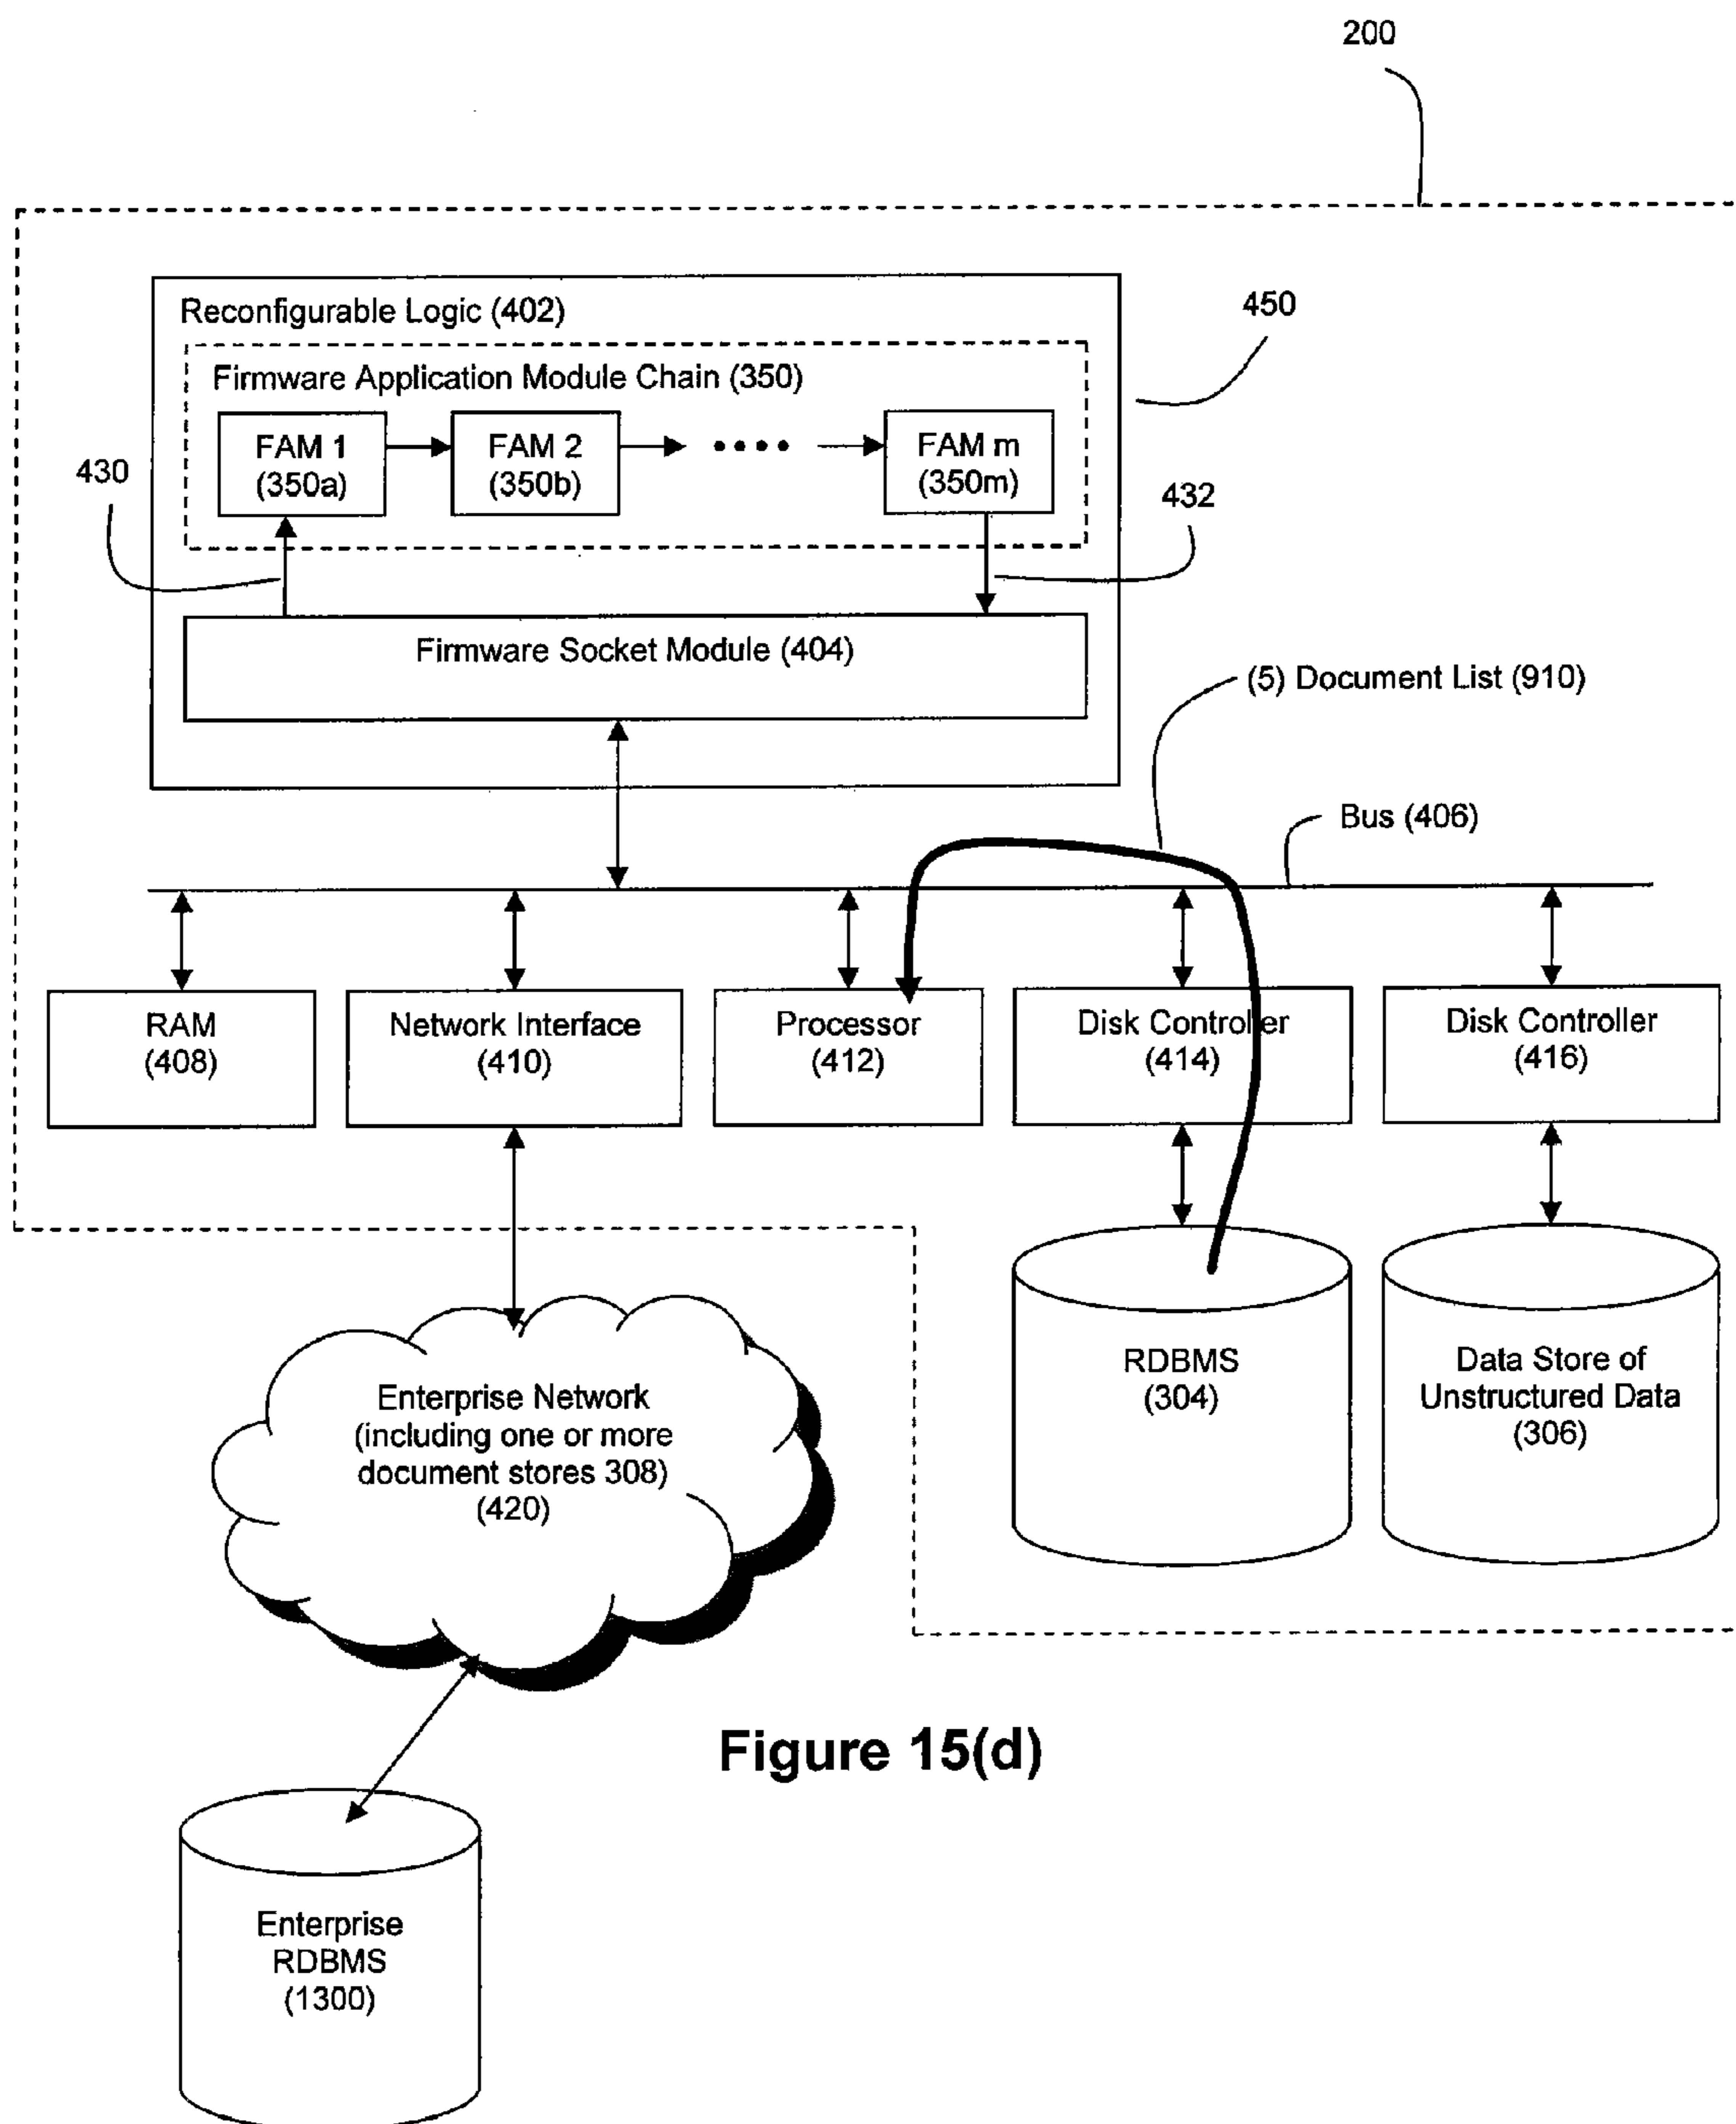 200
Reconfigurable Logic (402)
450
Firmware Application Module Chain (350)
FAM 1
(350a)
FAM 2
(350b)
FAM m
(350m)
430
432
Firmware Socket Module (404)
(5) Document List (910)
Bus (406)
RAM
(408)
Network Interface
(410)
Processor
(412)
Disk Controller
(414)
Disk Controller
(416)
Enterprise Network
(including one or more
document stores 308)
(420)
RDBMS
(304)
Data Store of
Unstructured Data
(306)
Figure 15(d)
Enterprise
RDBMS
(1300)